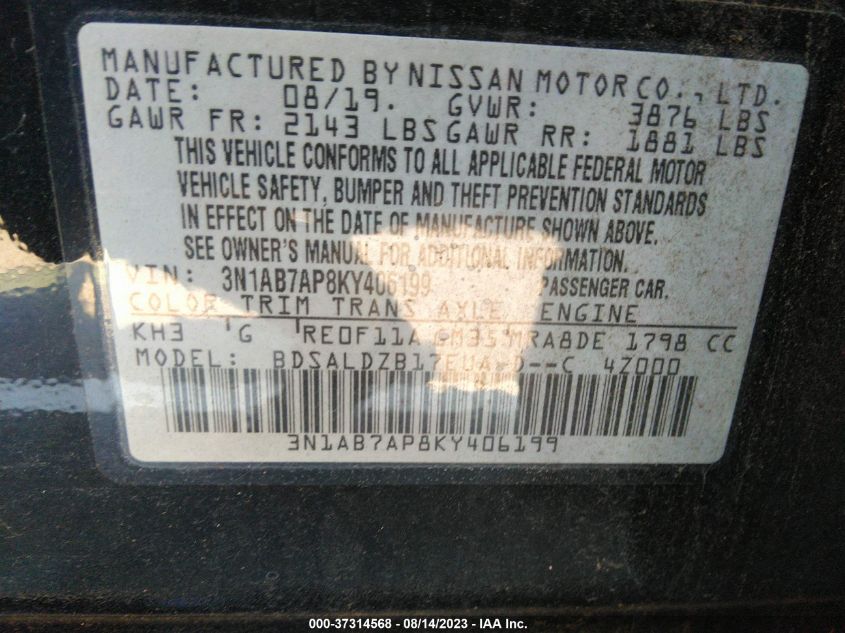 MANUFACTURED BY NISSAN MOTOR CO., LTD.
DATE: 08/19. GVWR: 3876 LBS
GAWR FR: 2143 LBS GAWR RR: 1881 LBS
THIS VEHICLE CONFORMS TO ALL APPLICABLE FEDERAL MOTOR
VEHICLE SAFETY, BUMPER AND THEFT PREVENTION STANDARDS
IN EFFECT ON THE DATE OF MANUFACTURE SHOWN ABOVE.
SEE OWNER'S MANUAL FOR ADDITIONAL INFORMATION.
VIN: 3N1AB7AP8KY406199 PASSENGER CAR.
COLOR TRIM TRANS AXLE ENGINE
KH3 G RE0F11A GM35 MRA8DE 1798 CC
MODEL: BDSALDZB17EUA-D--C 4Z000
3N1AB7AP8KY406199
000-37314568 — 08/14/2023 — IAA Inc.